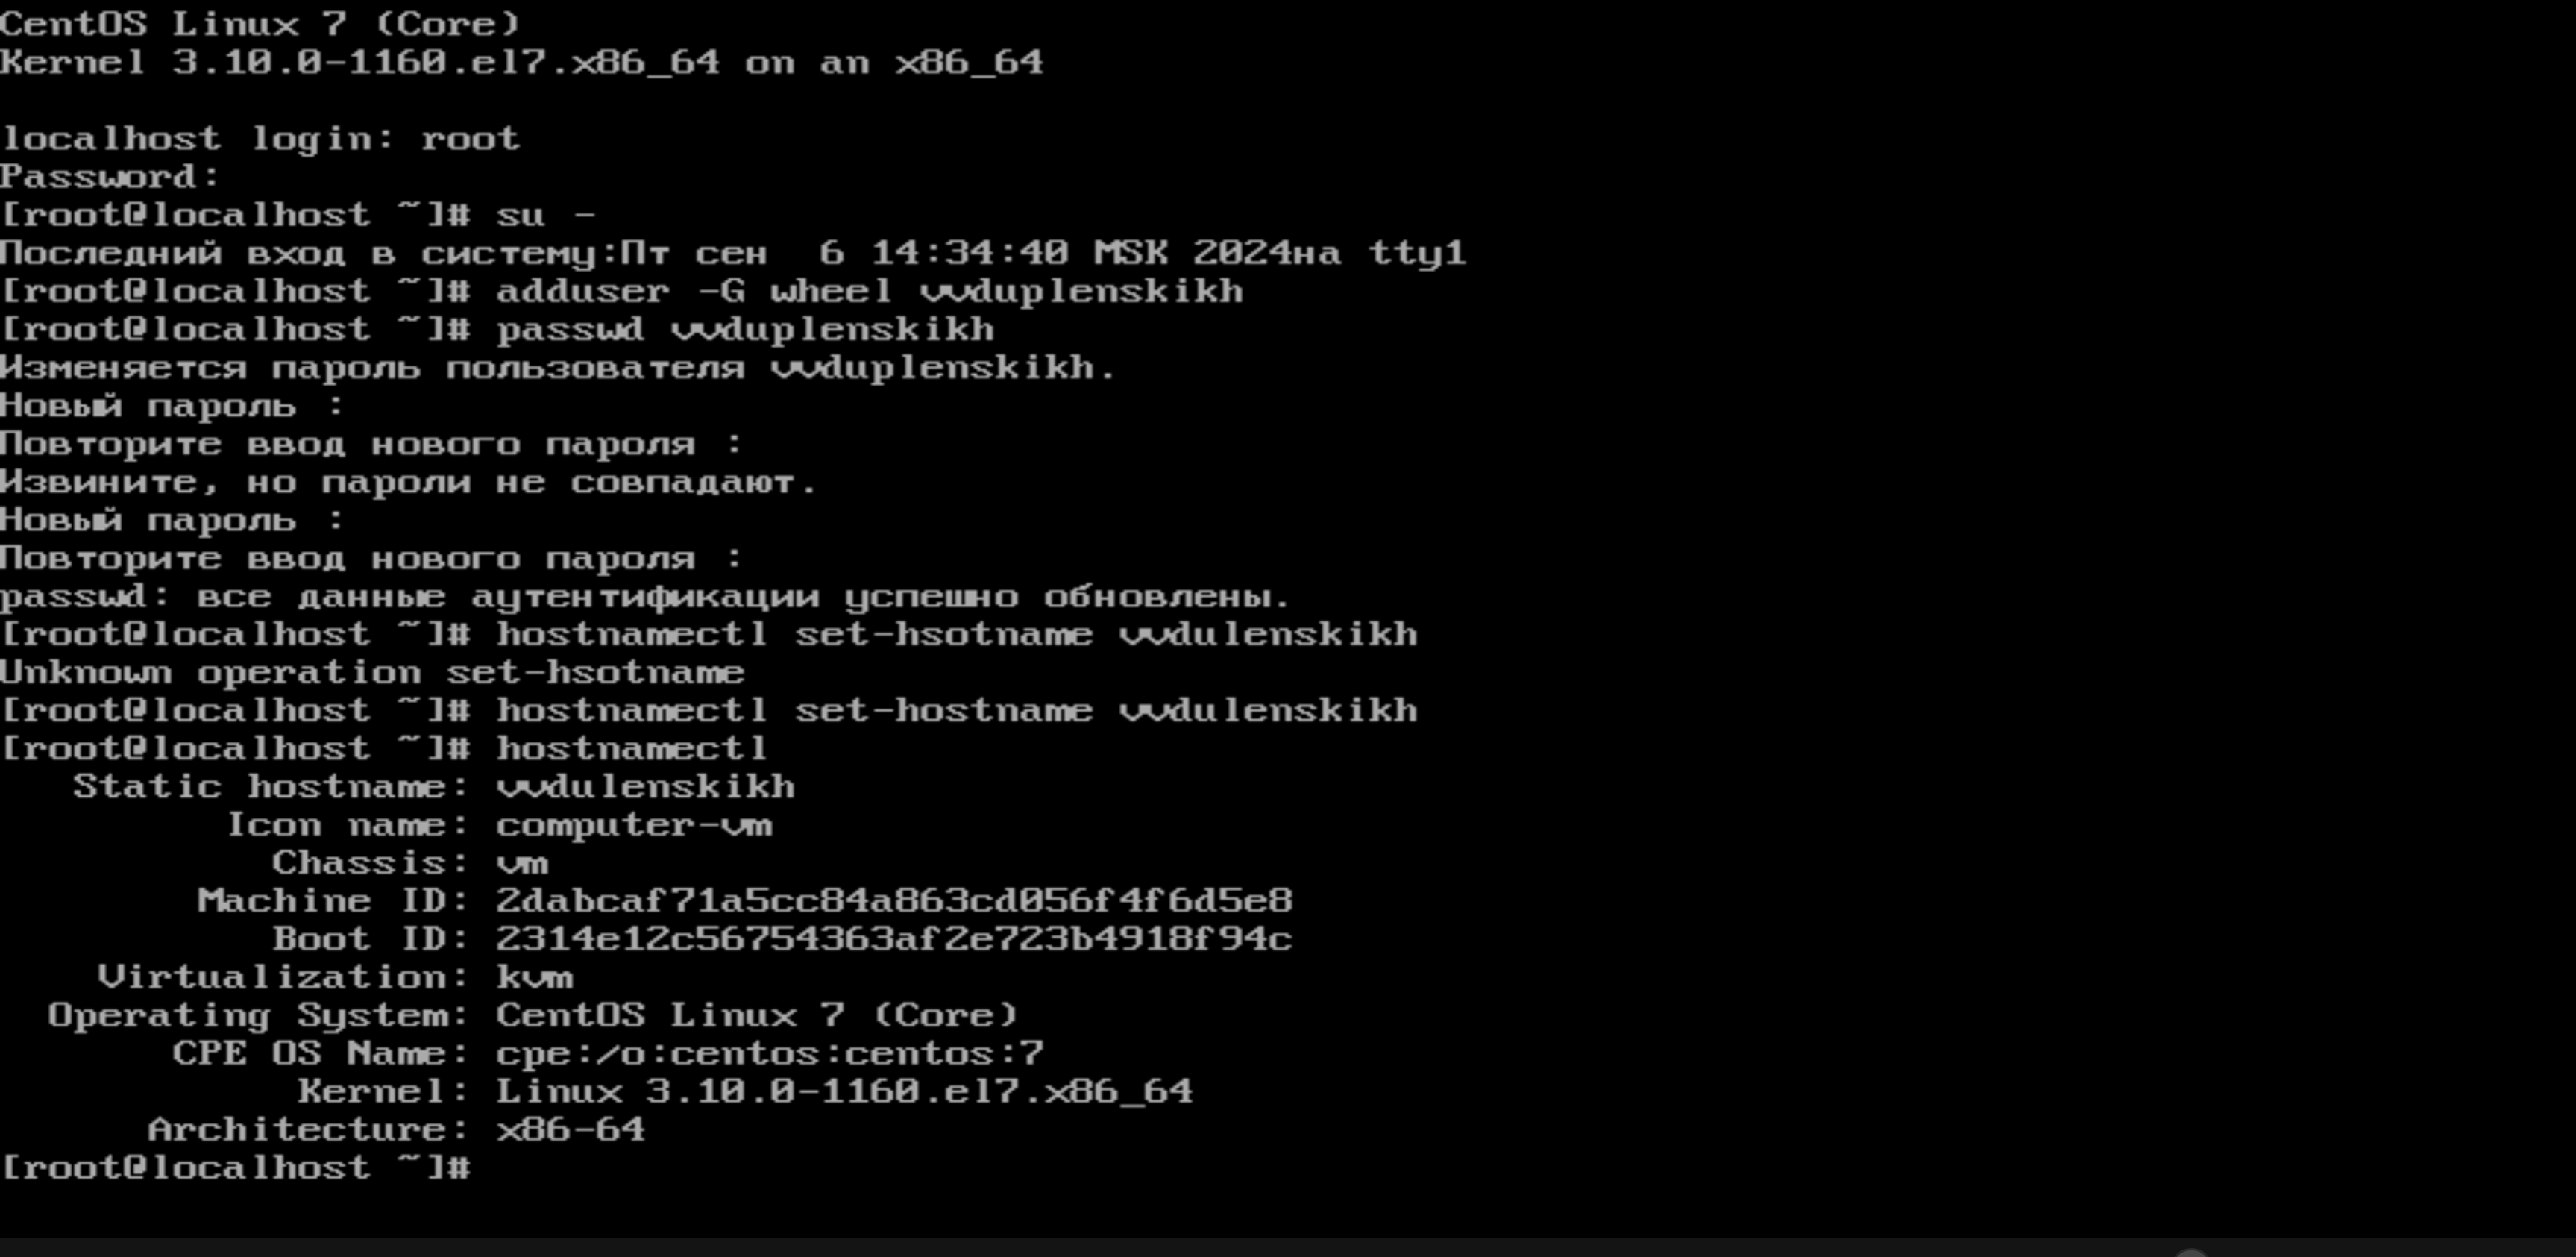 CentOS Linux 7 (Core)
Kernel 3.10.0-1160.el7.x86_64 on an x86_64
localhost login: root
Password:
[root@localhost ~]# su -
Последний вход в систему:Пт сен  6 14:34:40 MSK 2024на tty1
[root@localhost ~]# adduser -G wheel vvduplenskikh
[root@localhost ~]# passwd vvduplenskikh
Изменяется пароль пользователя vvduplenskikh.
Новый пароль :
Повторите ввод нового пароля :
Извините, но пароли не совпадают.
Новый пароль :
Повторите ввод нового пароля :
passwd: все данные аутентификации успешно обновлены.
[root@localhost ~]# hostnamectl set-hsotname vvdulenskikh
Unknown operation set-hsotname
[root@localhost ~]# hostnamectl set-hostname vvdulenskikh
[root@localhost ~]# hostnamectl
Static hostname: vvdulenskikh
Icon name: computer-vm
Chassis: vm
Machine ID: 2dabcaf71a5cc84a863cd056f4f6d5e8
Boot ID: 2314e12c56754363af2e723b4918f94c
Virtualization: kvm
Operating System: CentOS Linux 7 (Core)
CPE OS Name: cpe:/o:centos:centos:7
Kernel: Linux 3.10.0-1160.el7.x86_64
Architecture: x86-64
[root@localhost ~]#